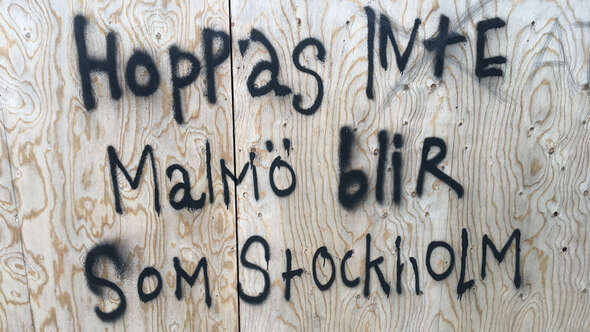 Hoppas INte
Malmö blir
Som StockholM